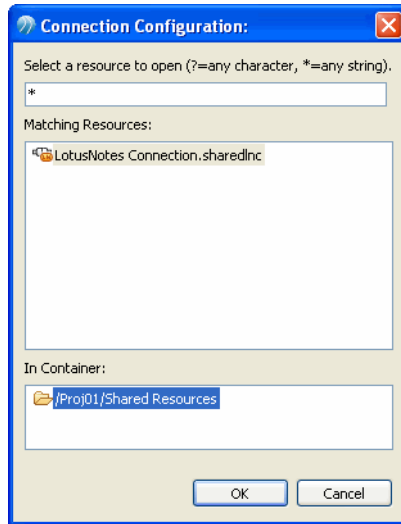 Connection Configuration:
Select a resource to open (?=any character, *=any string).
*
Matching Resources:
LotusNotes Connection.sharedlnc
In Container:
/Proj01/Shared Resources
OK
Cancel